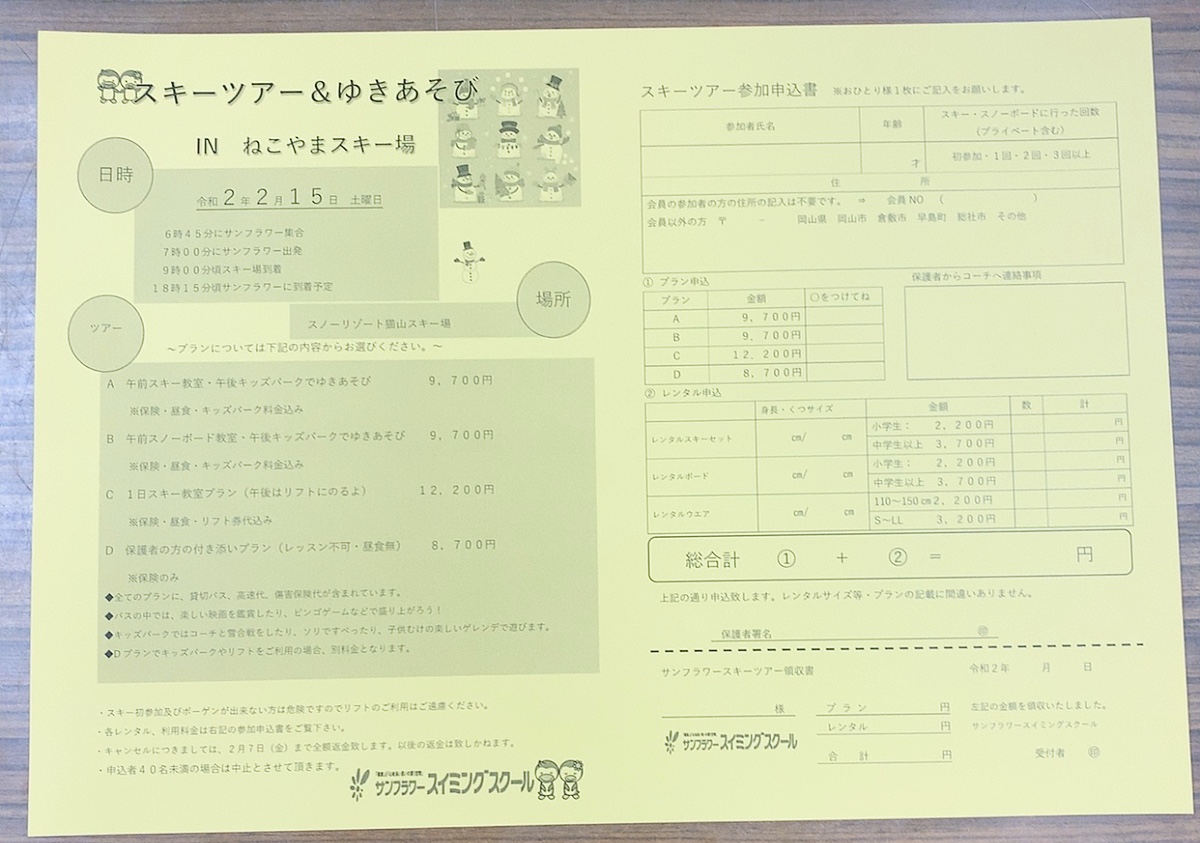 スキーツアー＆ゆきあそび
IN　ねこやまスキー場
日時
令和２年２月１５日　土曜日
６時４５分にサンフラワー集合
７時００分にサンフラワー出発
９時００分頃スキー場到着
１８時１５分頃サンフラワーに到着予定
場所
ツアー
スノーリゾート猫山スキー場
～プランについては下記の内容からお選びください。～
A　午前スキー教室・午後キッズパークでゆきあそび　９，７００円
※保険・昼食・キッズパーク料金込み
B　午前スノーボード教室・午後キッズパークでゆきあそび　９，７００円
※保険・昼食・キッズパーク料金込み
C　１日スキー教室プラン（午後はリフトにのるよ）　１２，２００円
※保険・昼食・リフト券代込み
D　保護者の方の付き添いプラン（レッスン不可・昼食無）　８，７００円
※保険のみ
◆全てのプランに、貸切バス、高速代、傷害保険代が含まれています。
◆バスの中では、楽しい映画を鑑賞したり、ビンゴゲームなどで盛り上がろう！
◆キッズパークではコーチと雪合戦をしたり、ソリですべったり、子供むけの楽しいゲレンデで遊びます。
◆Dプランでキッズパークやリフトをご利用の場合、別料金となります。
・スキー初参加及びボーゲンが出来ない方は危険ですのでリフトのご利用はご遠慮ください。
・各レンタル、利用料金は右記の参加申込書をご覧下さい。
・キャンセルにつきましては、２月７日（金）まで全額返金致します。以後の返金は致しかねます。
・申込者４０名未満の場合は中止とさせて頂きます。
サンフラワースイミングスクール
スキーツアー参加申込書　※おひとり様１枚にご記入をお願いします。
参加者氏名　年齢　スキー・スノーボードに行った回数
（プライベート含む）
才　初参加・１回・２回・３回以上
住　所
会員の参加者の方の住所の記入は不要です。　⇒　会員NO　（　　　）
会員以外の方　〒　－　岡山県　岡山市　倉敷市　早島町　総社市　その他
① プラン申込
プラン　金額　○をつけてね
A　９，７００円
B　９，７００円
C　１２，２００円
D　８，７００円
保護者からコーチへ連絡事項
② レンタル申込
身長・くつサイズ　金額　数　計
レンタルスキーセット　㎝/　㎝　小学生：　２，２００円　円
中学生以上　３，７００円　円
レンタルボード　㎝/　㎝　小学生：　２，２００円　円
中学生以上　３，７００円　円
レンタルウエア　㎝/　㎝　110～150㎝２，２００円　円
S～LL　３，２００円　円
総合計　①　＋　②　＝　円
上記の通り申込致します。レンタルサイズ等・プランの記載に間違いありません。
保護者署名　㊞
サンフラワースキーツアー領収書　令和２年　月　日
様　プラン　円　左記の金額を領収いたしました。
レンタル　円　サンフラワースイミングスクール
サンフラワースイミングスクール
合　計　円　受付者　㊞